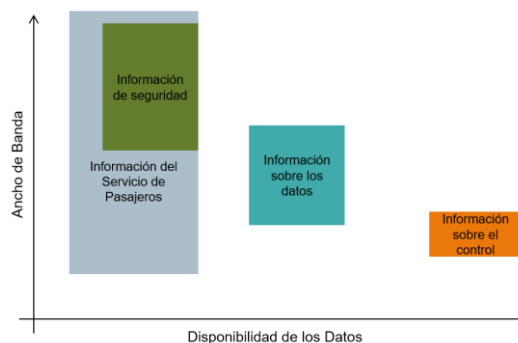 Información
de seguridad
Información del
Servicio de
Pasajeros
Información
sobre los
datos
Información
sobre el
control
Ancho de Banda
Disponibilidad de los Datos